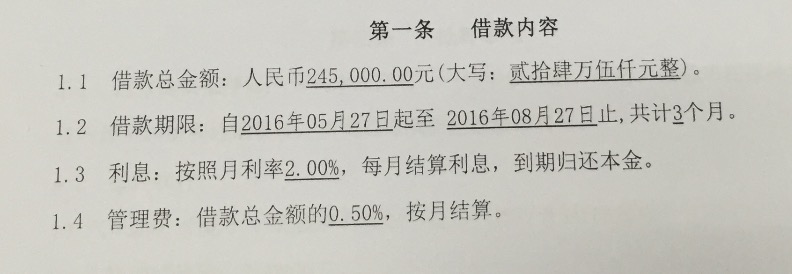 第一条 借款内容
1.1 借款总金额：人民币245,000.00元(大写：贰拾肆万伍仟元整)。
1.2 借款期限：自2016年05月27日起至 2016年08月27日止,共计3个月。
1.3 利息：按照月利率2.00%，每月结算利息，到期归还本金。
1.4 管理费：借款总金额的0.50%，按月结算。